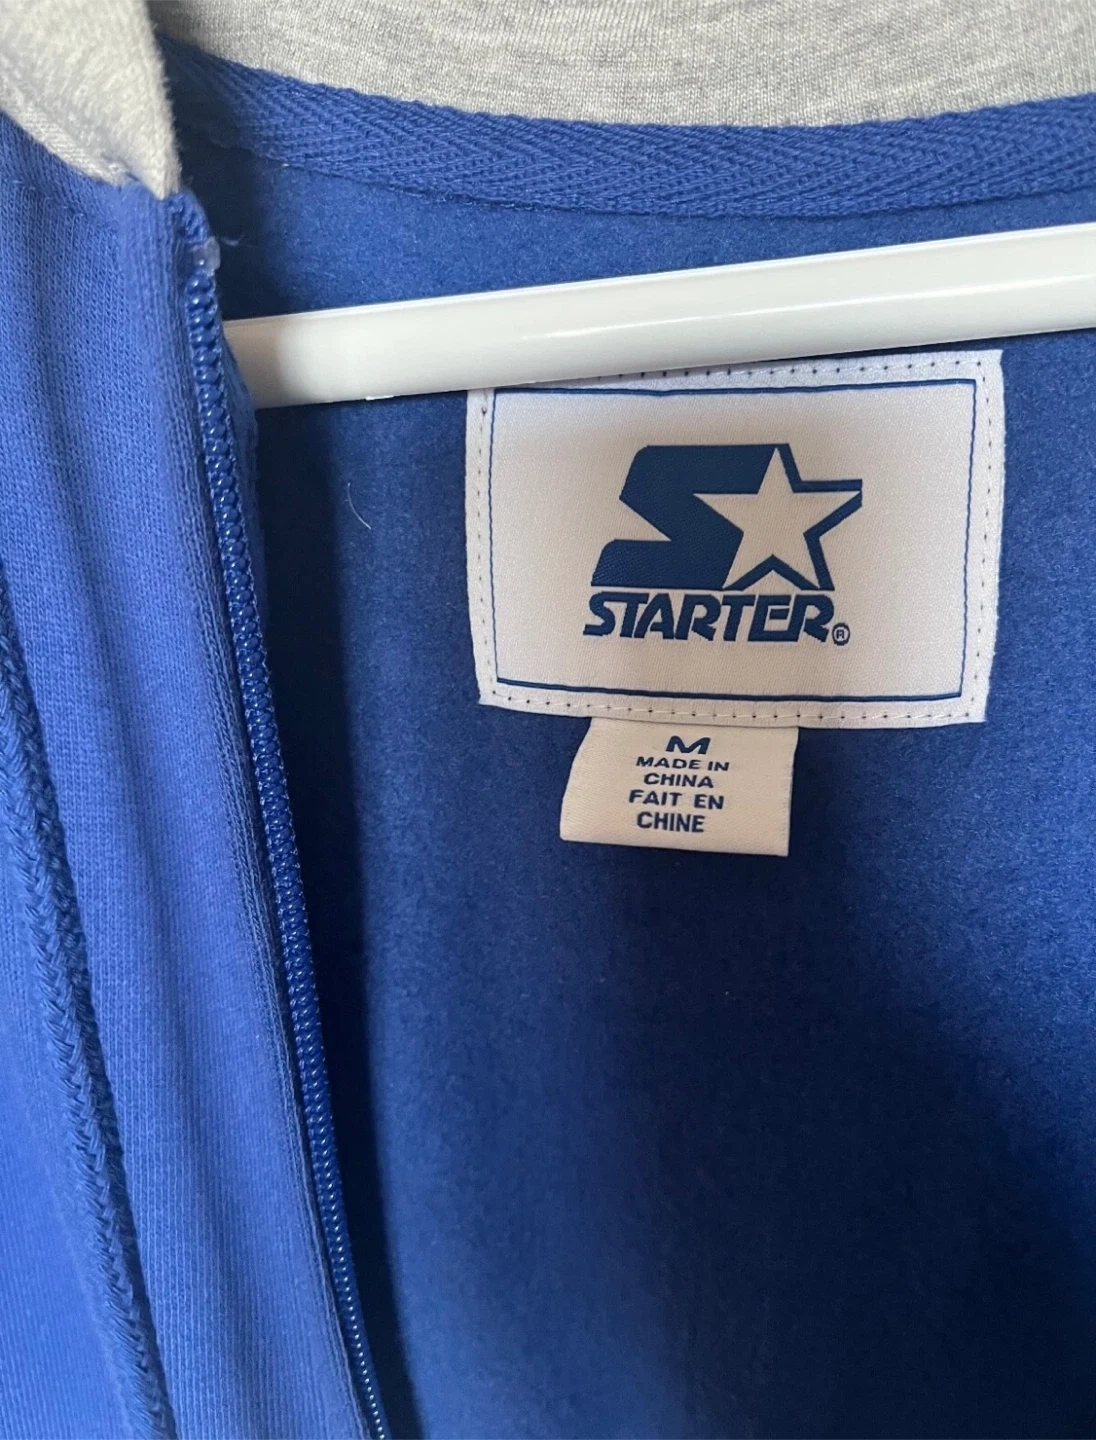 STARTER®
M
MADE IN
CHINA
FAIT EN
CHINE